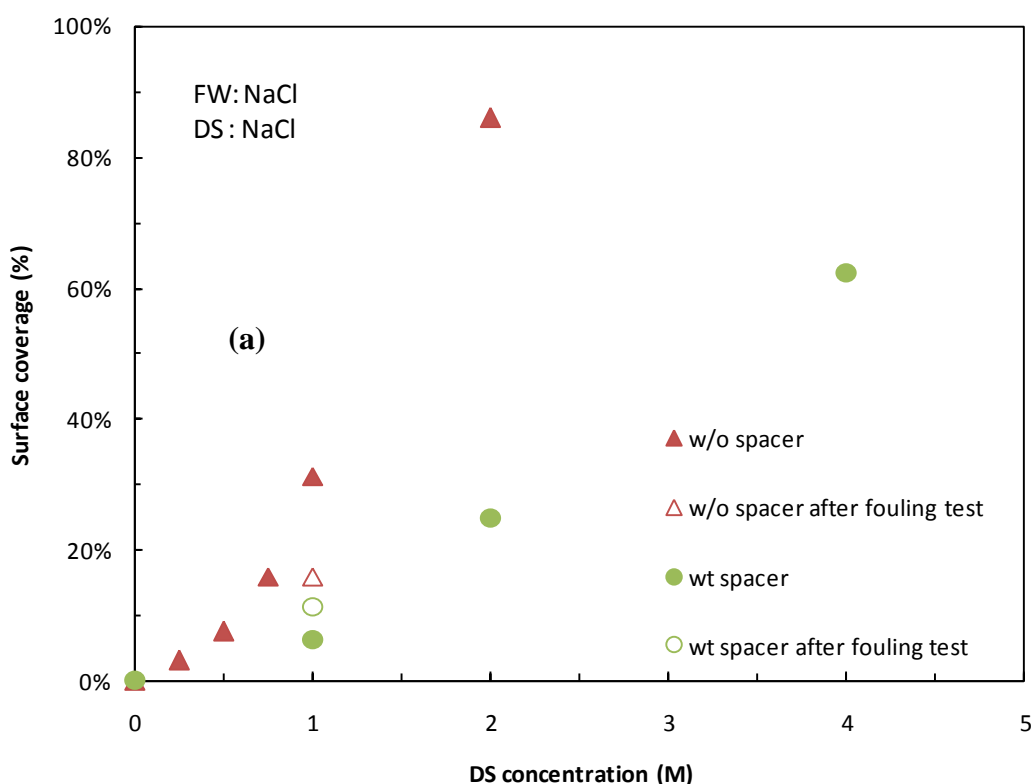 100%
FW: NaCl
DS : NaCl
80%
60%
(a)
40%
w/o spacer
w/o spacer after fouling test
20%
wt spacer
wt spacer after fouling test
0%
0 1 2 3 4 5
Surface coverage (%)
DS concentration (M)